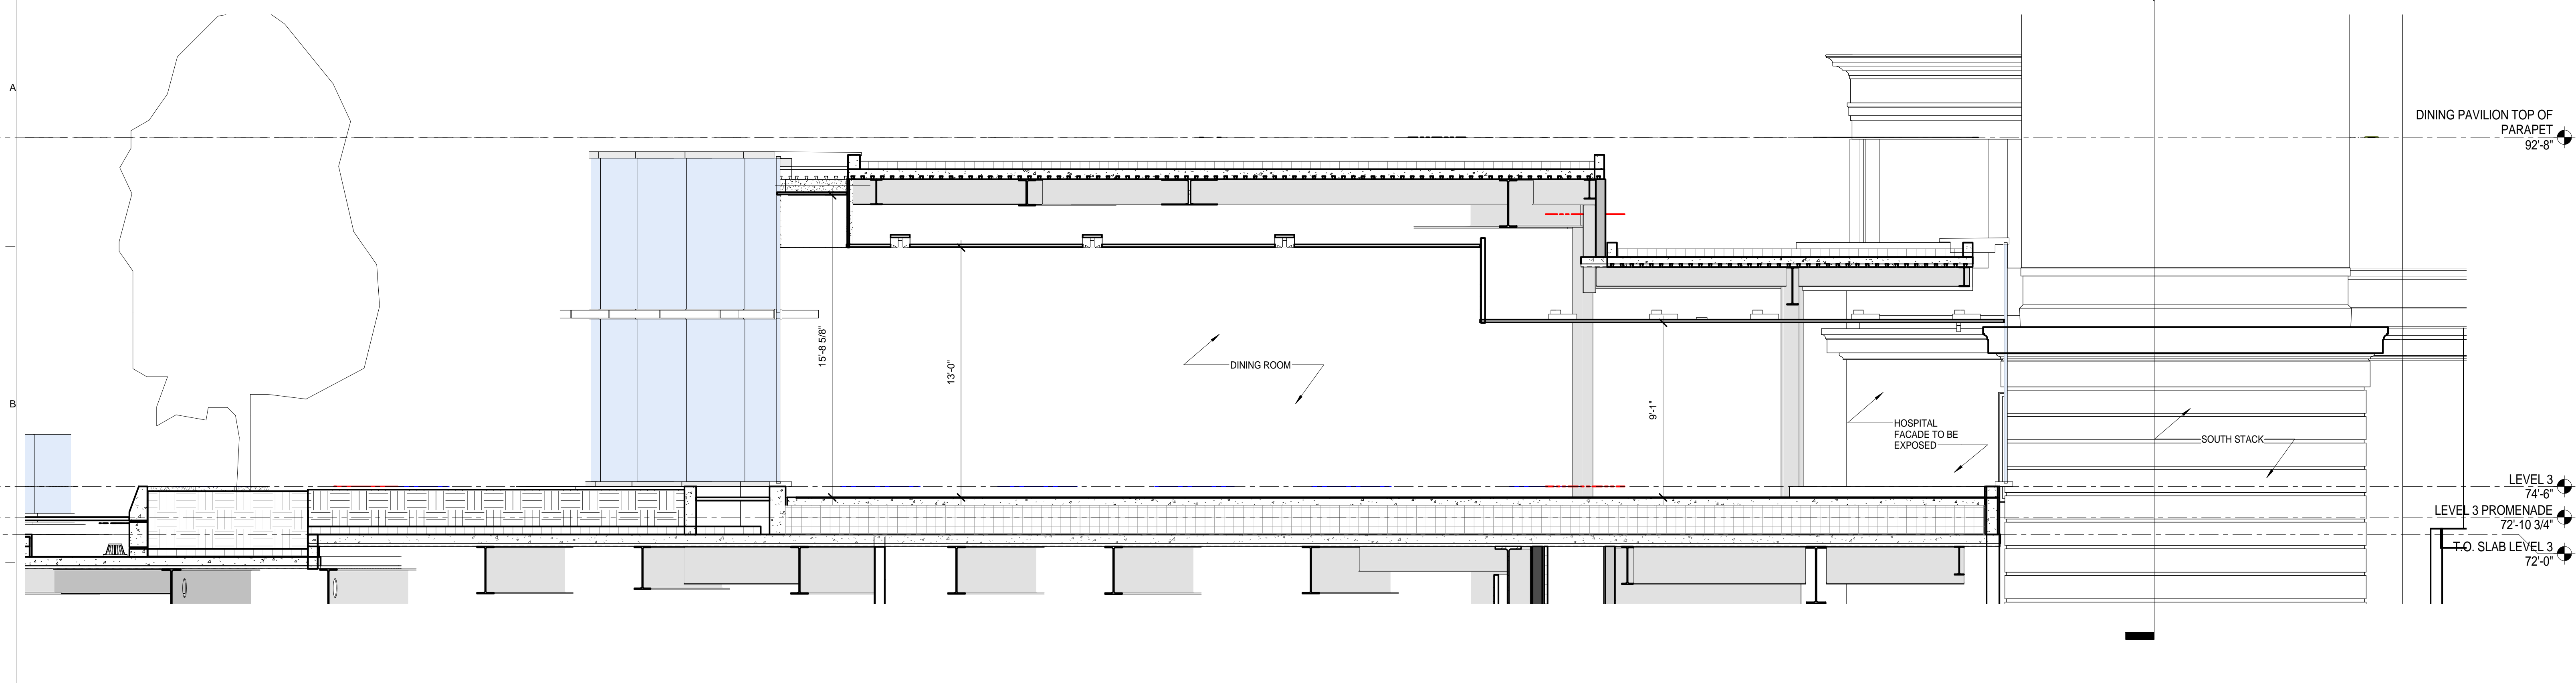 A
DINING PAVILION TOP OF
PARAPET
92'-8"
15'-8 5/8"
13'-0"
DINING ROOM
B
9'-1"
HOSPITAL
FACADE TO BE
EXPOSED
SOUTH STACK
LEVEL 3
74'-6"
LEVEL 3 PROMENADE
72'-10 3/4"
T.O. SLAB LEVEL 3
72'-0"